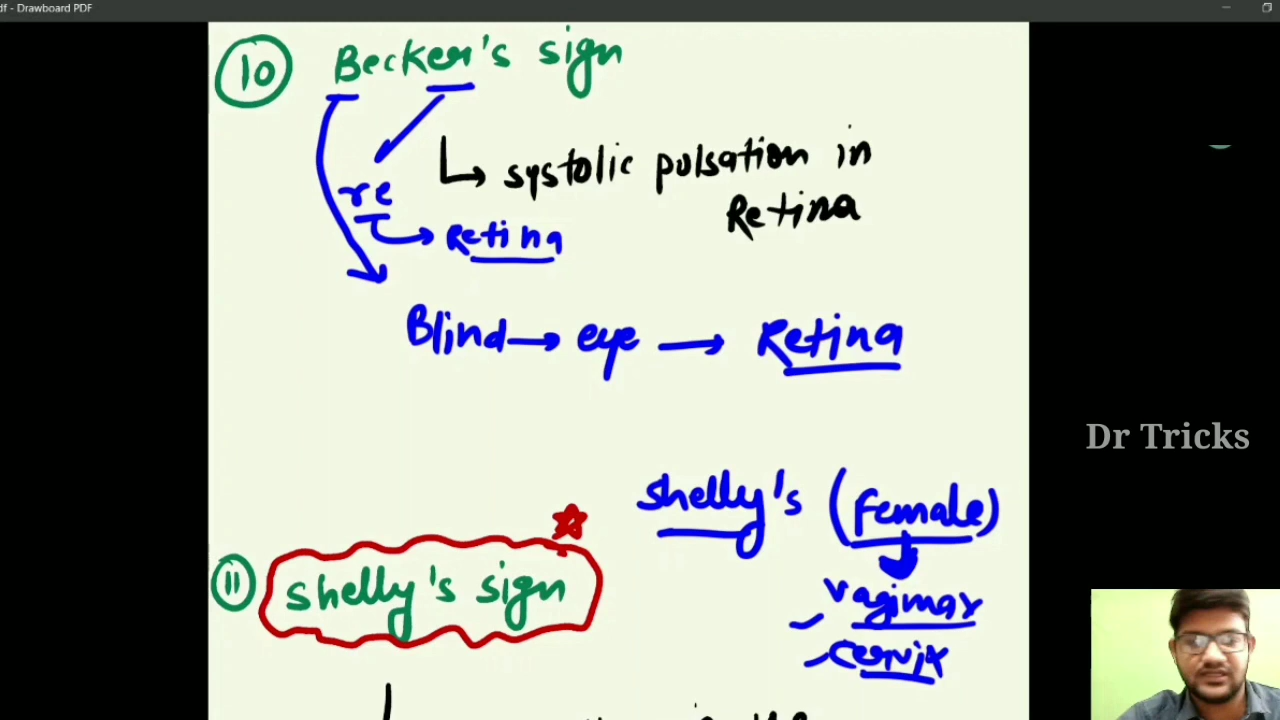 df - Drawboard PDF
10 Becker's sign
↳ systolic pulsation in
Retina
re
→ Retina
Blind → eye → Retina
Dr Tricks
shelly's (female)
11 shelly's sign
vaginax
cervix